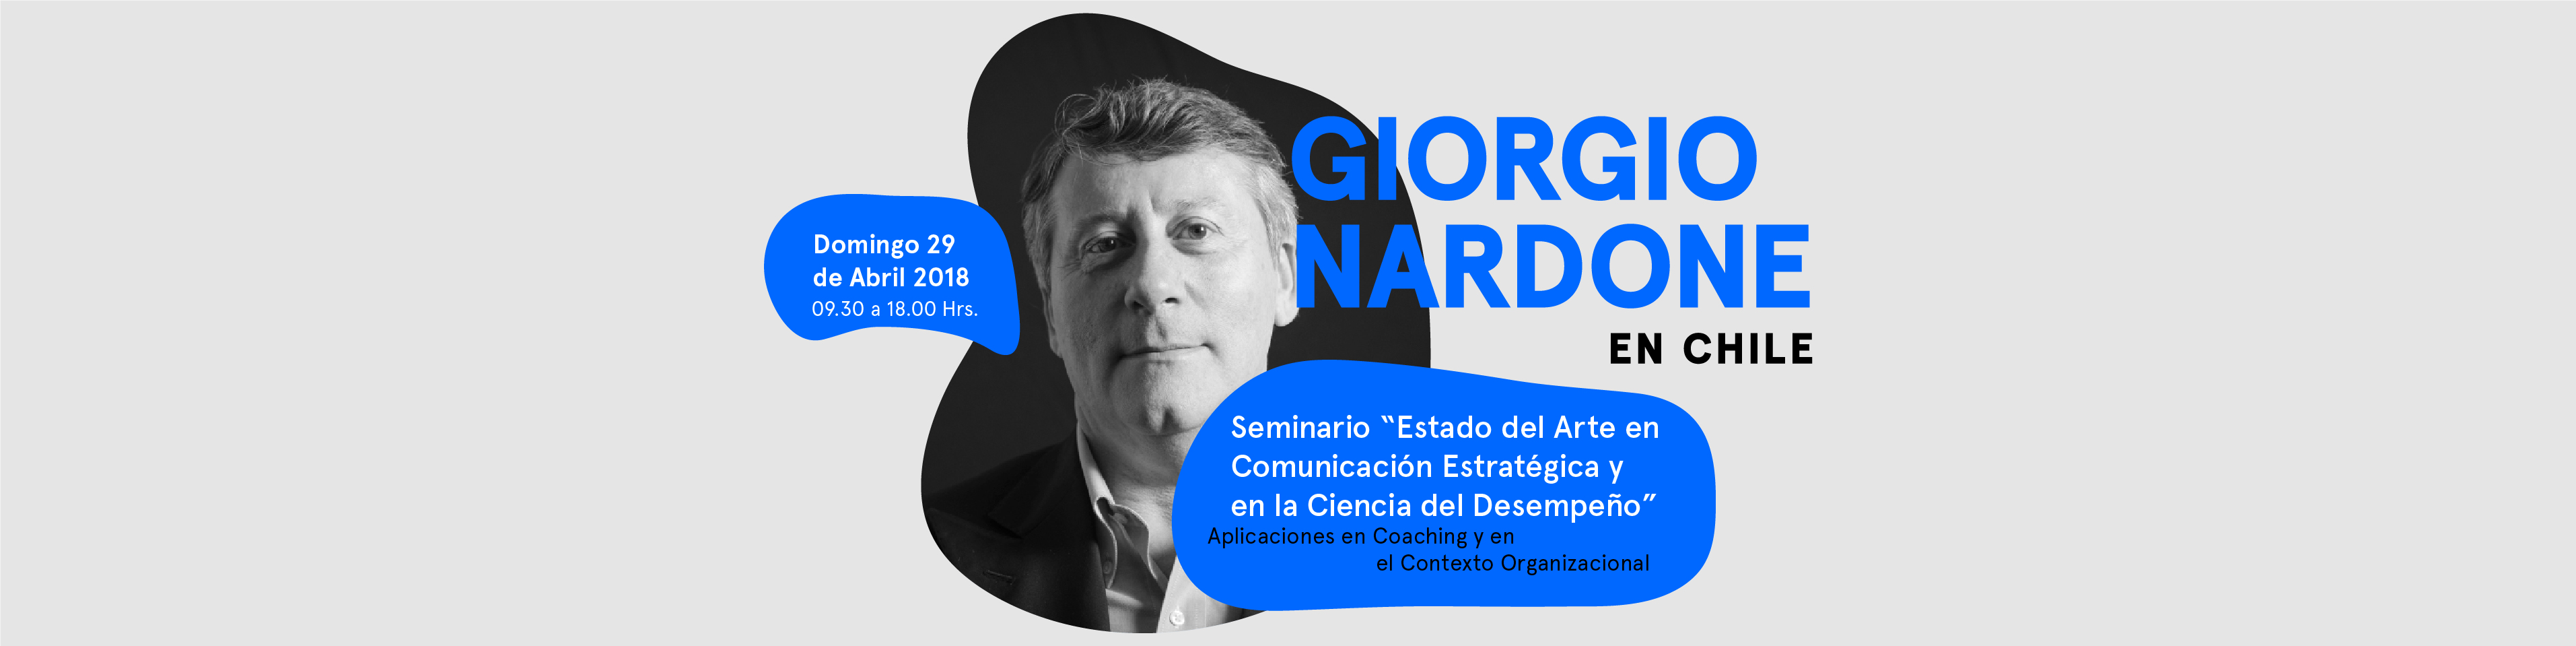 Domingo 29
de Abril 2018
09.30 a 18.00 Hrs.
GIORGIO
NARDONE
EN CHILE
Seminario “Estado del Arte en
Comunicación Estratégica y
en la Ciencia del Desempeño”
Aplicaciones en Coaching y en
el Contexto Organizacional